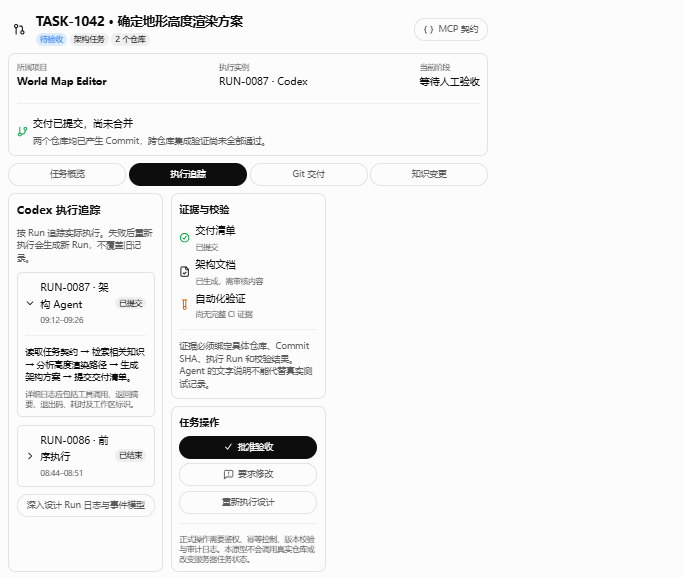 TASK-1042 • 确定地形高度渲染方案
待验收 架构任务 2 个仓库
MCP 契约
所属项目
World Map Editor
执行实例
RUN-0087 · Codex
当前阶段
等待人工验收
交付已提交，尚未合并
两个仓库均已产生 Commit，跨仓库集成验证尚未全部通过。
任务概览
执行追踪
Git 交付
知识变更
Codex 执行追踪
按 Run 追踪实际执行。失败后重新
执行会生成新 Run，不覆盖旧记
录。
RUN-0087 · 架
构 Agent
已提交
09:12–09:26
读取任务契约 → 检索相关知识
→ 分析高度渲染路径 → 生成
架构方案 → 提交交付清单。
详细日志应包括工具调用、返回摘
要、退出码、耗时及工作区标识。
RUN-0086 · 前
序执行
已结束
08:44–08:51
深入设计 Run 日志与事件模型
证据与校验
交付清单
已提交
架构文档
已生成，需审核内容
自动化验证
尚无完整 CI 证据
证据必须绑定具体仓库、Commit
SHA、执行 Run 和校验结果。
Agent 的文字说明不能代替真实测
试记录。
任务操作
批准验收
要求修改
重新执行设计
正式操作需要鉴权、幂等控制、版本校验
与审计日志。本原型不会调用真实仓库或
改变服务器任务状态。